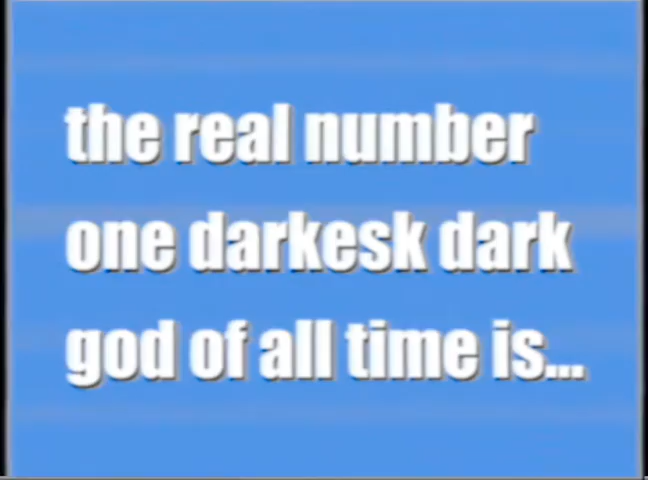 the real number
one darkesk dark
god of all time is...